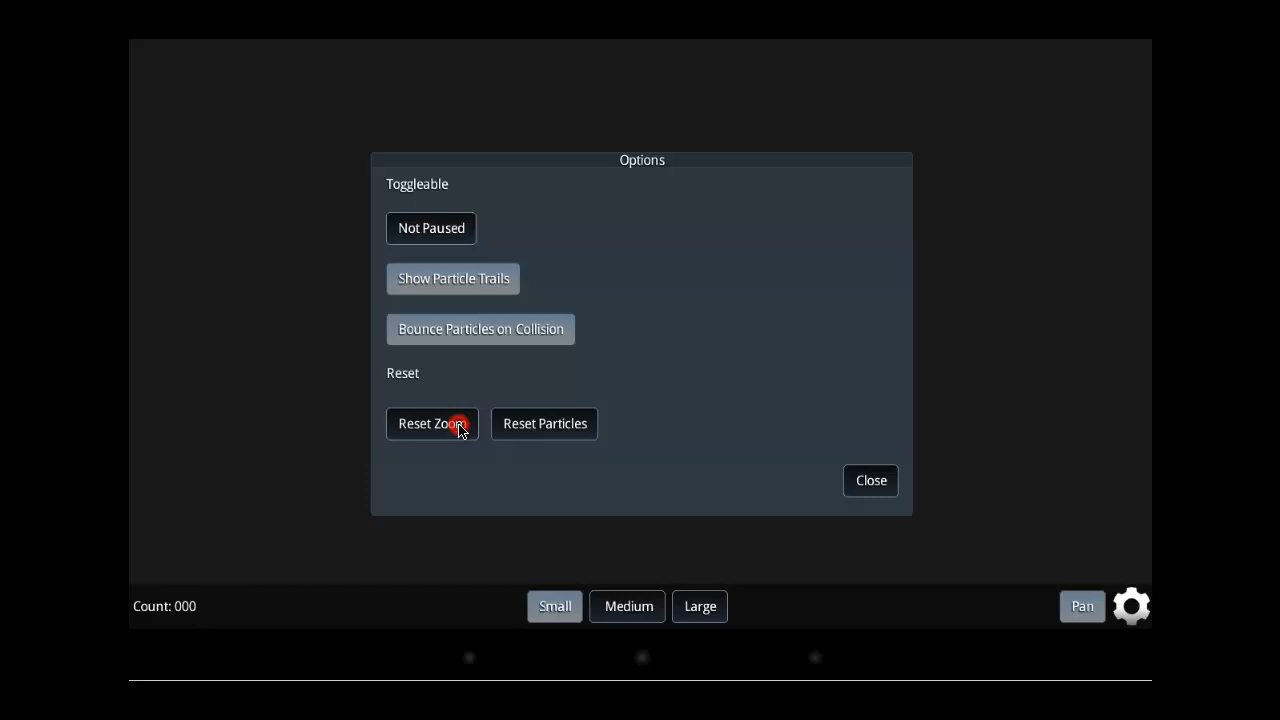 Options
Toggleable
Not Paused
Show Particle Trails
Bounce Particles on Collision
Reset
Reset Zoom Reset Particles
Close
Count: 000 Small Medium Large Pan